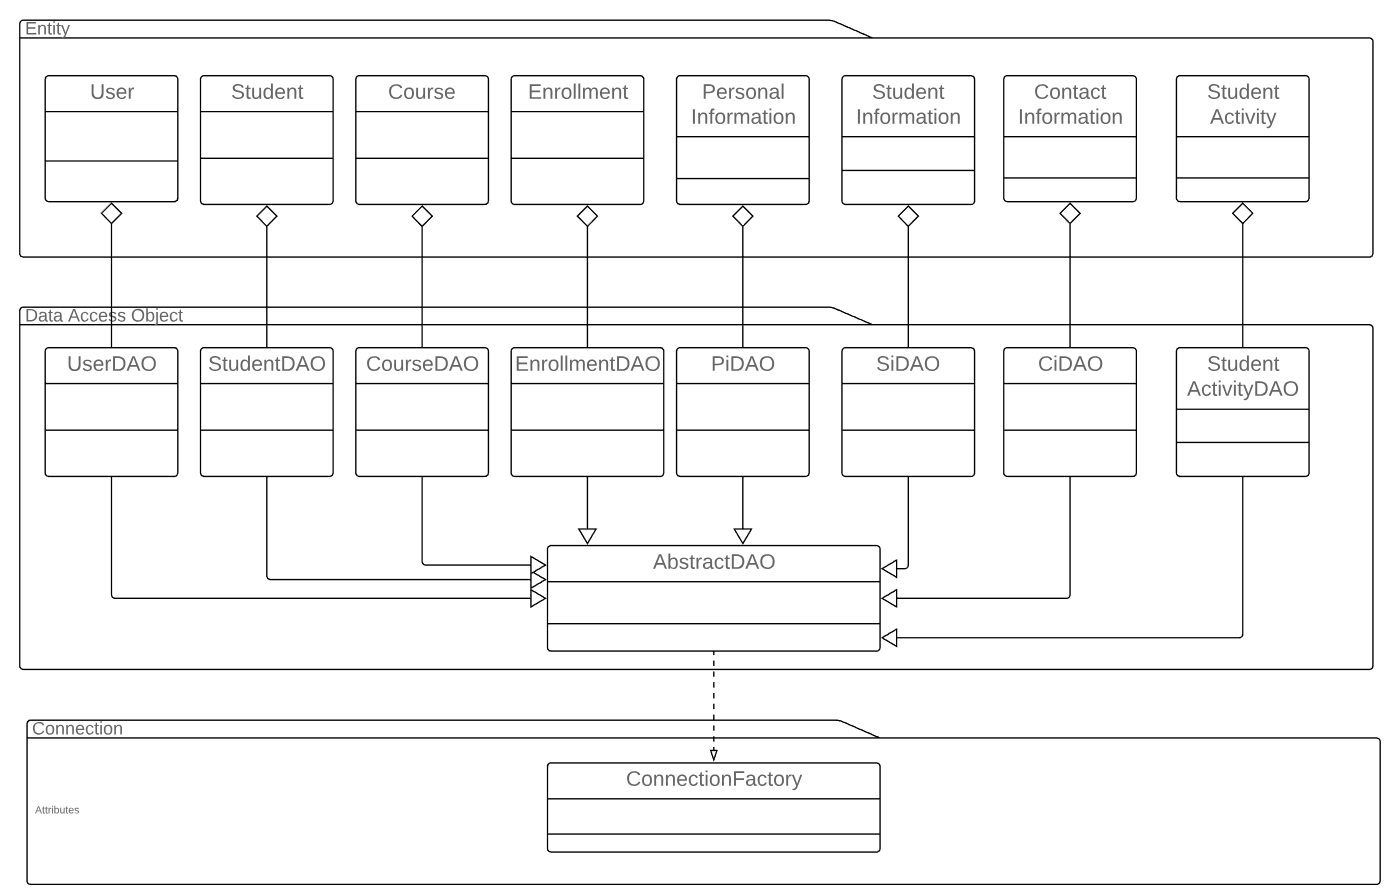 Entity
User
Student
Course
Enrollment
Personal
Information
Student
Information
Contact
Information
Student
Activity
Data Access Object
UserDAO
StudentDAO
CourseDAO
EnrollmentDAO
PiDAO
SiDAO
CiDAO
Student
ActivityDAO
AbstractDAO
Connection
ConnectionFactory
Attributes